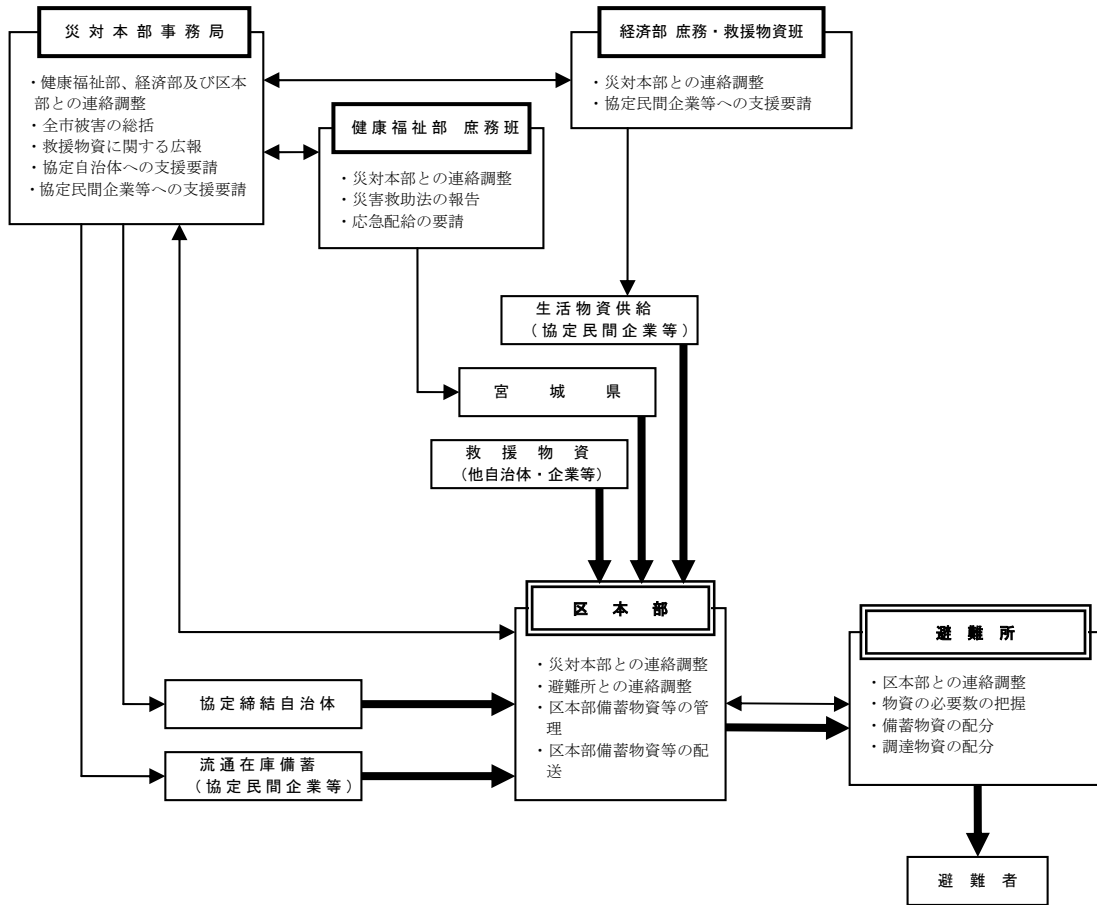 災対本部事務局
・健康福祉部、経済部及び区本
部との連絡調整
・全市被害の総括
・救援物資に関する広報
・協定自治体への支援要請
・協定民間企業等への支援要請
経済部 庶務・救援物資班
・災対本部との連絡調整
・協定民間企業等への支援要請
健康福祉部 庶務班
・災対本部との連絡調整
・災害救助法の報告
・応急配給の要請
生活物資供給
(協定民間企業等)
宮城県
救援物資
(他自治体・企業等)
区本部
・災対本部との連絡調整
・避難所との連絡調整
・区本部備蓄物資等の管
理
・区本部備蓄物資等の配
送
協定締結自治体
流通在庫備蓄
(協定民間企業等)
避難所
・区本部との連絡調整
・物資の必要数の把握
・備蓄物資の配分
・調達物資の配分
避難者